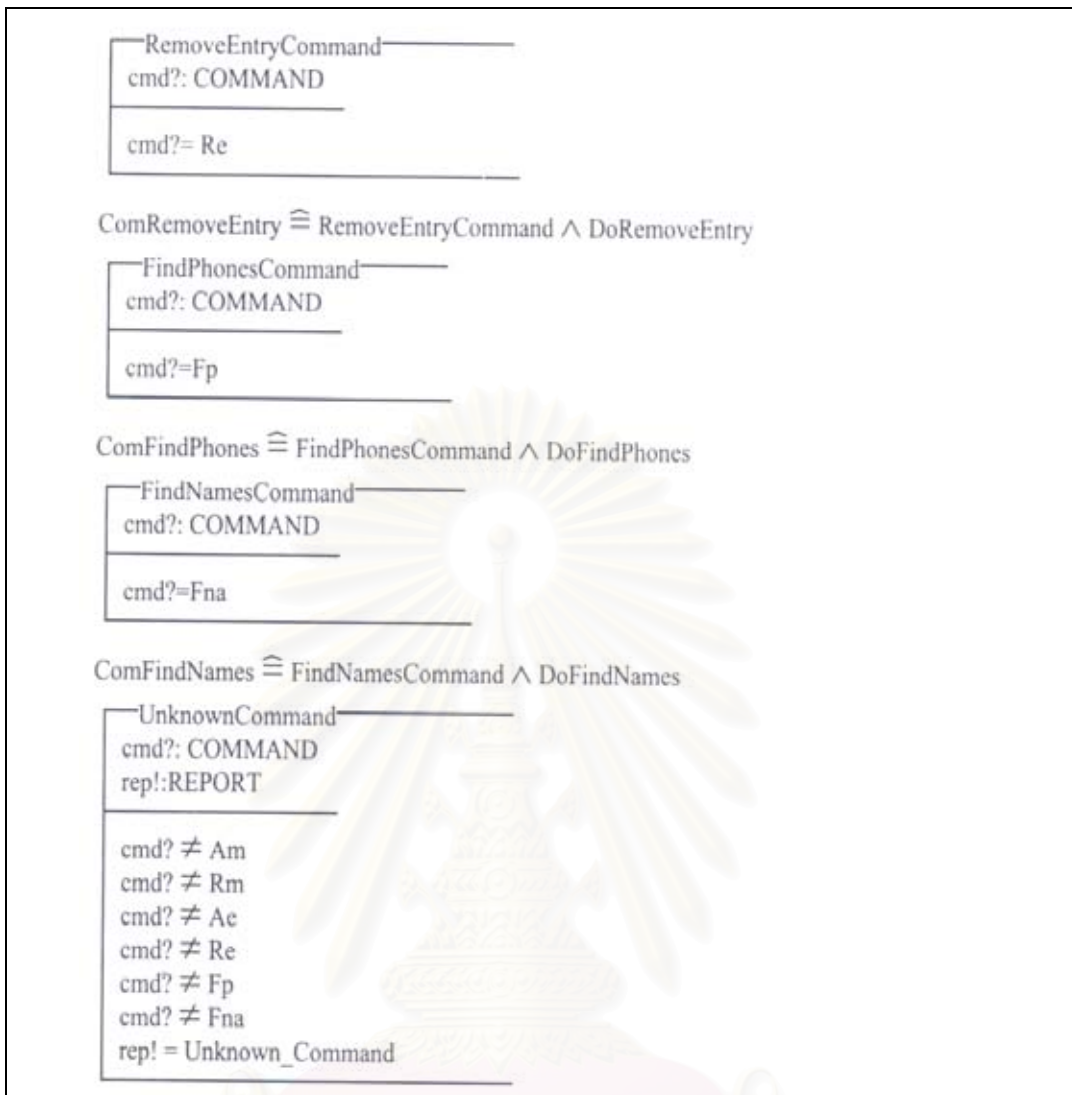 RemoveEntryCommand
cmd?: COMMAND
cmd?= Re
ComRemoveEntry ≙ RemoveEntryCommand ∧ DoRemoveEntry
FindPhonesCommand
cmd?: COMMAND
cmd?=Fp
ComFindPhones ≙ FindPhonesCommand ∧ DoFindPhones
FindNamesCommand
cmd?: COMMAND
cmd?=Fna
ComFindNames ≙ FindNamesCommand ∧ DoFindNames
UnknownCommand
cmd?: COMMAND
rep!:REPORT
cmd? ≠ Am
cmd? ≠ Rm
cmd? ≠ Ae
cmd? ≠ Re
cmd? ≠ Fp
cmd? ≠ Fna
rep! = Unknown_Command